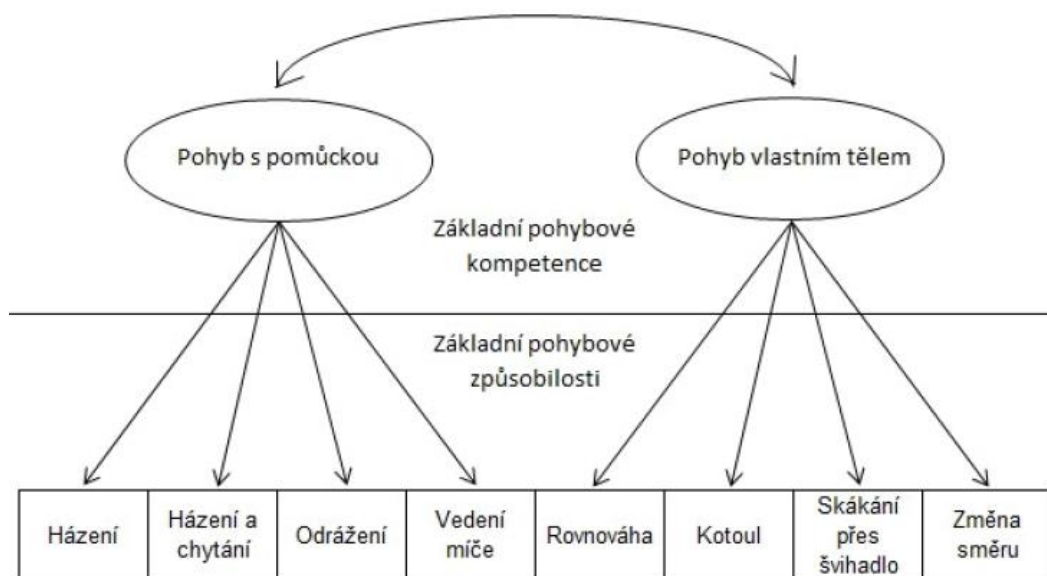 Pohyb s pomůckou
Pohyb vlastním tělem
Základní pohybové
kompetence
Základní pohybové
způsobilosti
Házení
Házení a
chytání
Odrážení
Vedení
míče
Rovnováha
Kotoul
Skákání
přes
švihadlo
Změna
směru